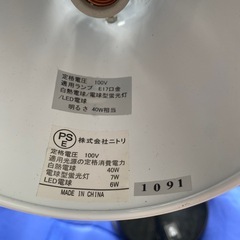 定格電圧 100V
適用ランプ E17口金
白熱電球/電球型蛍光灯
/LED電球
明るさ 40W相当
PS
E
株式会社ニトリ
定格電圧 100V
適用光源の定格消費電力
白熱電球 40W
電球型蛍光灯 7W
LED電球 6W
MADE IN CHINA
1091